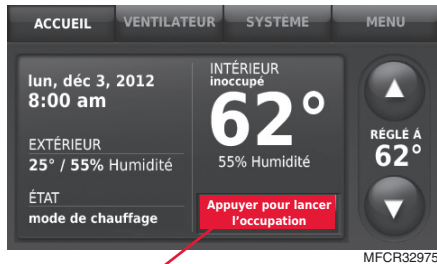 ACCUEIL
VENTILATEUR
SYSTEME
MENU
lun, déc 3, 2012
8:00 am
EXTÉRIEUR
25° / 55% Humidité
ÉTAT
mode de chauffage
INTÉRIEUR
inoccupé
62°
55% Humidité
Appuyer pour lancer
l’occupation
RÉGLÉ Á
62°
MFCR32975